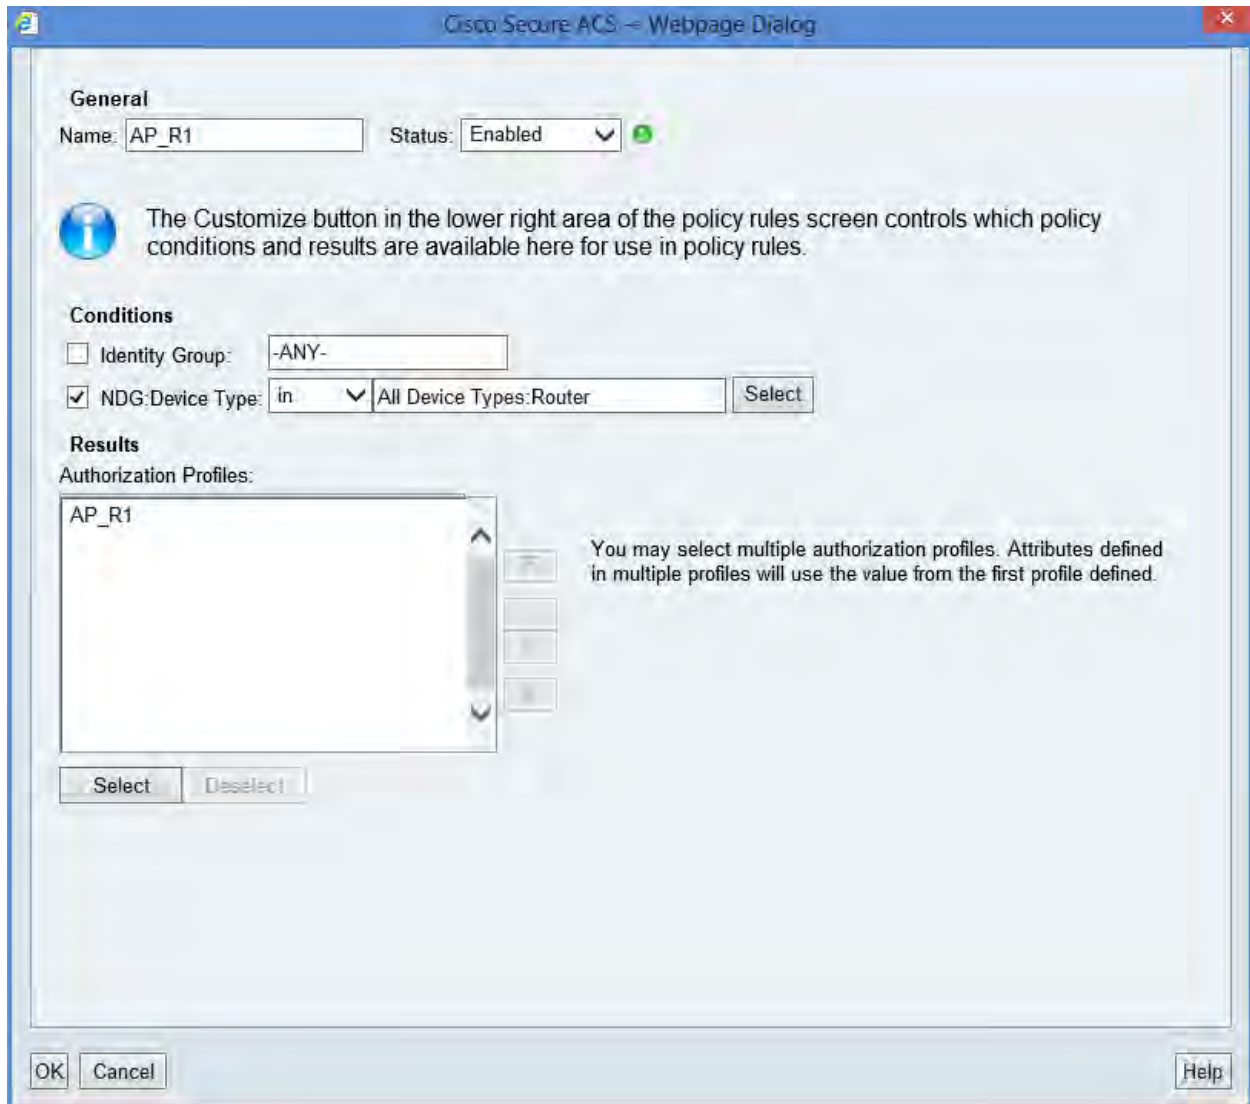 Cisco Secure ACS -- Webpage Dialog
General
Name: AP_R1 Status: Enabled
The Customize button in the lower right area of the policy rules screen controls which policy
conditions and results are available here for use in policy rules.
Conditions
Identity Group: -ANY-
NDG:Device Type: in All Device Types:Router Select
Results
Authorization Profiles:
AP_R1
You may select multiple authorization profiles. Attributes defined
in multiple profiles will use the value from the first profile defined.
Select Deselect
OK Cancel Help